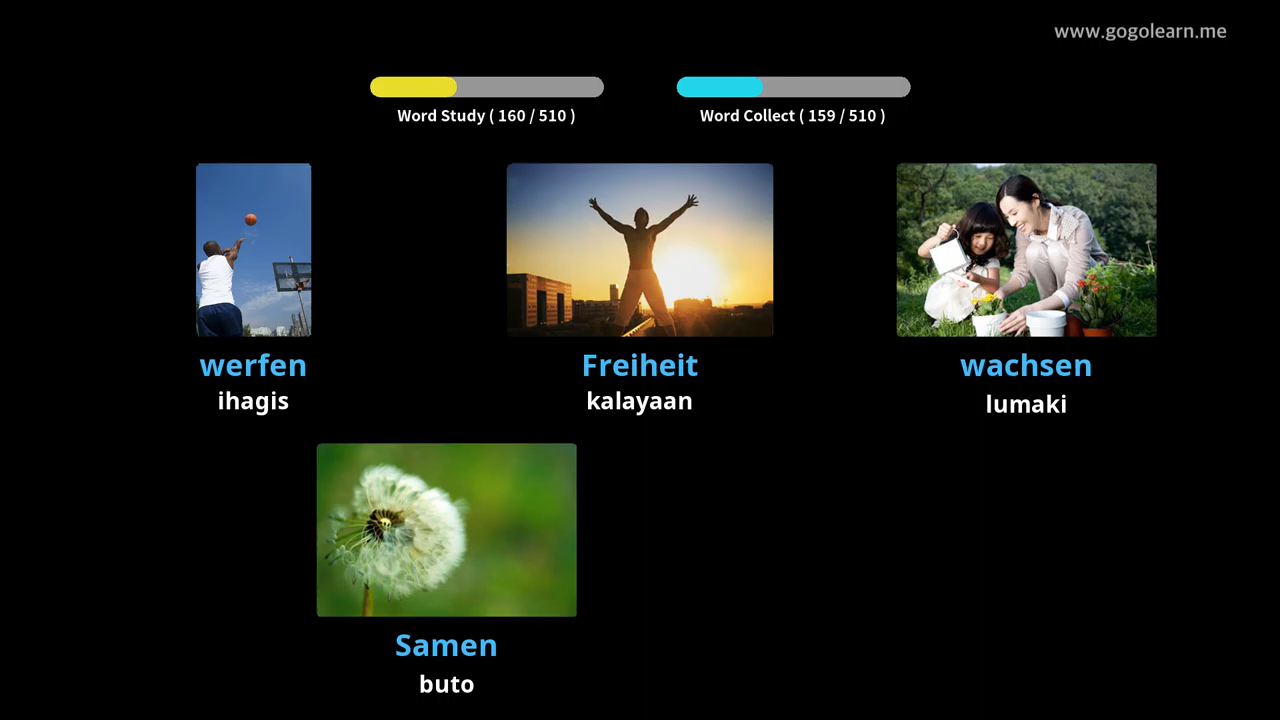 www.gogolearn.me
Word Study ( 160 / 510 )
Word Collect ( 159 / 510 )
werfen
ihagis
Freiheit
kalayaan
wachsen
lumaki
Samen
buto